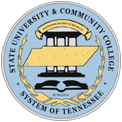 STATE UNIVERSITY & COMMUNITY COLLEGE
SYSTEM OF TENNESSEE